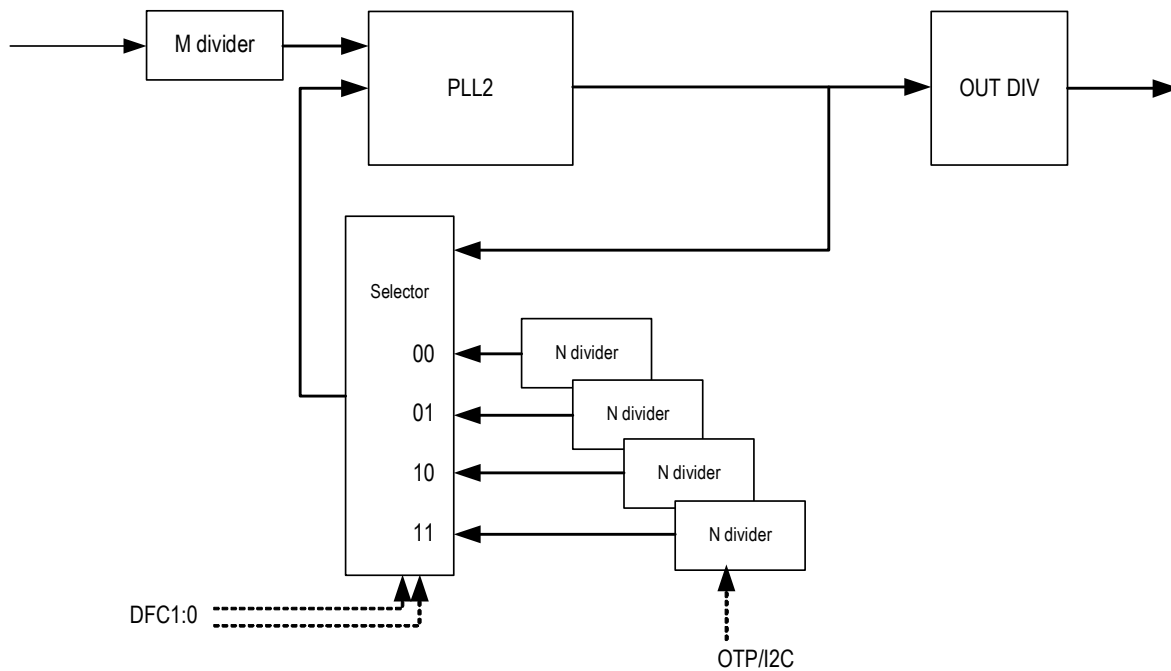 M divider
PLL2
OUT DIV
Selector
00
N divider
01
N divider
10
N divider
11
N divider
DFC1:0
OTP/I2C